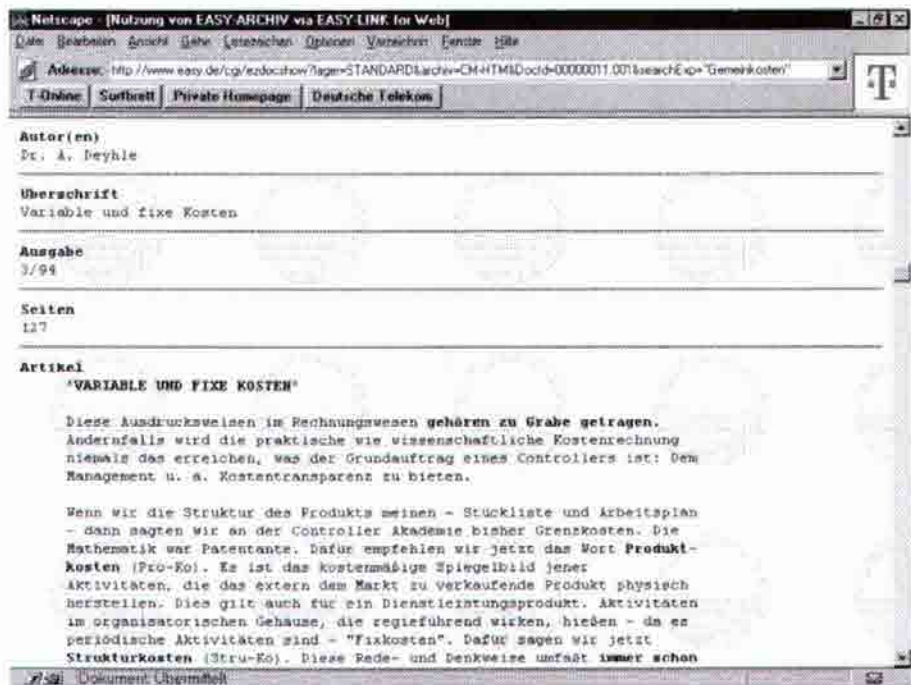 Netscape - [Nutzung von EASY-ARCHIV via EASY-LINK for Web]
Datei Bearbeiten Ansicht Gehe Lesezeichen Optionen Verzeichnis Fenster Hilfe
Adresse: http://www.easy.de/cgi/ezdocshow?lager=STANDARD&archiv=CM-HTM&DocId=00000011.001&searchExp="Gemeinkosten"
T-Online Surfbrett Private Homepage Deutsche Telekom
T
Autor(en)
Dr. A. Deyhle
Überschrift
Variable und fixe Kosten
Ausgabe
3/94
Seiten
127
Artikel
"VARIABLE UND FIXE KOSTEN"
Diese Ausdrucksweisen im Rechnungswesen gehören zu Grabe getragen.
Andernfalls wird die praktische wie wissenschaftliche Kostenrechnung
niemals das erreichen, was der Grundauftrag eines Controllers ist: Dem
Management u. a. Kostentransparenz zu bieten.
Wenn wir die Struktur des Produkts meinen - Stückliste und Arbeitsplan
- dann sagten wir an der Controller Akademie bisher Grenzkosten. Die
Mathematik war Patentante. Dafür empfehlen wir jetzt das Wort Produkt-
kosten (Pro-Ko). Es ist das kostenmäßige Spiegelbild jener
Aktivitäten, die das extern dem Markt zu verkaufende Produkt physisch
herstellen. Dies gilt auch für ein Dienstleistungsprodukt. Aktivitäten
im organisatorischen Gehäuse, die regieführend wirken, hießen - da es
periodische Aktivitäten sind - "Fixkosten". Dafür sagen wir jetzt
Strukturkosten (Stru-Ko). Diese Rede- und Denkweise umfaßt immer schon
Dokument: Übermittelt